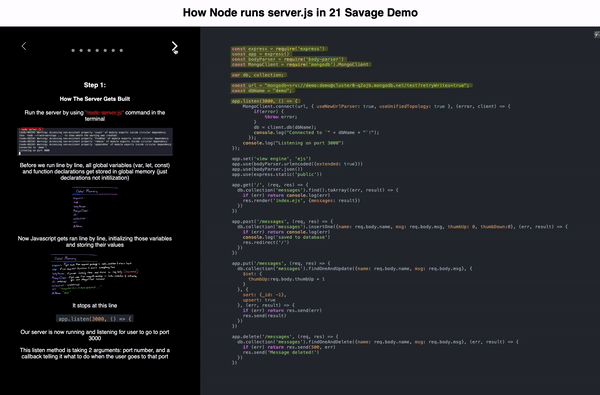 How Node runs server.js in 21 Savage Demo
Step 1:
How The Server Gets Built
Run the server by using "node server.js" command in the
terminal
Before we run line by line, all global variables (var, let, const)
and function declarations get stored in global memory (just
declarations not initilization)
Now Javascript gets ran line by line, initializing those variables
and storing their values
It stops at this line
app.listen(3000, () => {
Our server is now running and listening for user to go to port
3000
This listen method is taking 2 arguments: port number, and a
callback telling it what to do when the user goes to that port
const express = require('express')
const app = express()
const bodyParser = require('body-parser')
const MongoClient = require('mongodb').MongoClient
var db, collection;
const url = "mongodb+srv://demo:demo@cluster0-q2ojb.mongodb.net/test?retryWrites=true";
const dbName = "demo";
app.listen(3000, () => {
MongoClient.connect(url, { useNewUrlParser: true, useUnifiedTopology: true }, (error, client) => {
if(error) {
throw error;
}
db = client.db(dbName);
console.log("Connected to `" + dbName + "`!");
});
console.log("Listening on port 3000")
});
app.set('view engine', 'ejs')
app.use(bodyParser.urlencoded({extended: true}))
app.use(bodyParser.json())
app.use(express.static('public'))
app.get('/', (req, res) => {
db.collection('messages').find().toArray((err, result) => {
if (err) return console.log(err)
res.render('index.ejs', {messages: result})
})
})
app.post('/messages', (req, res) => {
db.collection('messages').insertOne({name: req.body.name, msg: req.body.msg, thumbUp: 0, thumbDown:0}, (err, result) => {
if (err) return console.log(err)
console.log('saved to database')
res.redirect('/')
})
})
app.put('/messages', (req, res) => {
db.collection('messages').findOneAndUpdate({name: req.body.name, msg: req.body.msg}, {
$set: {
thumbUp:req.body.thumbUp + 1
}
}, {
sort: {_id: -1},
upsert: true
}, (err, result) => {
if (err) return res.send(err)
res.send(result)
})
})
app.delete('/messages', (req, res) => {
db.collection('messages').findOneAndDelete({name: req.body.name, msg: req.body.msg}, (err, result) => {
if (err) return res.send(500, err)
res.send('Message deleted!')
})
})